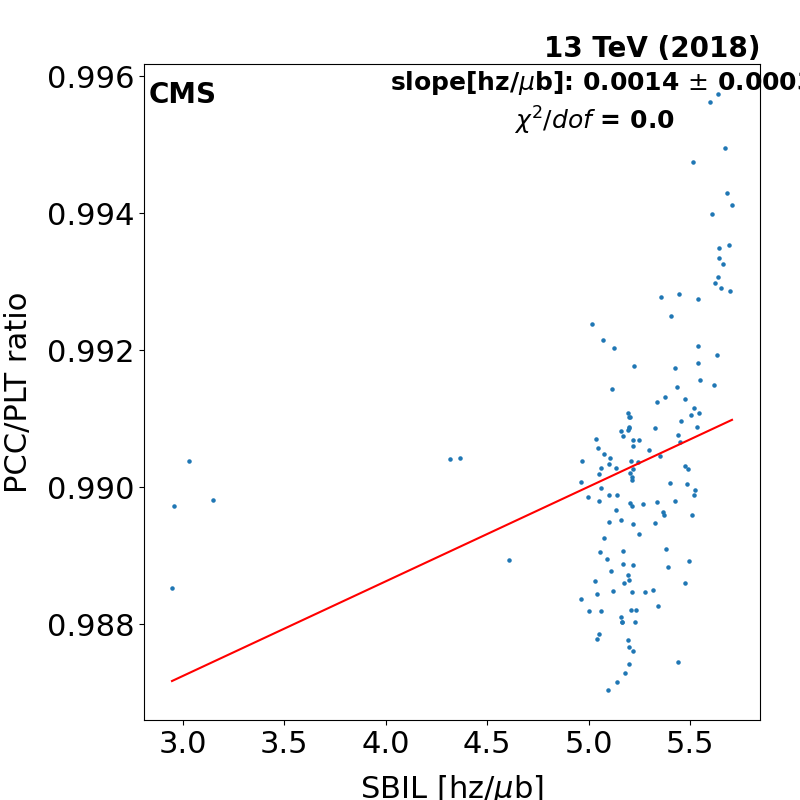 13 TeV (2018)
CMS
slope[hz/μb]: 0.0014 ± 0.0003
χ²/dof = 0.0
0.996
0.994
0.992
0.990
0.988
PCC/PLT ratio
3.0 3.5 4.0 4.5 5.0 5.5
SBIL [hz/μb]